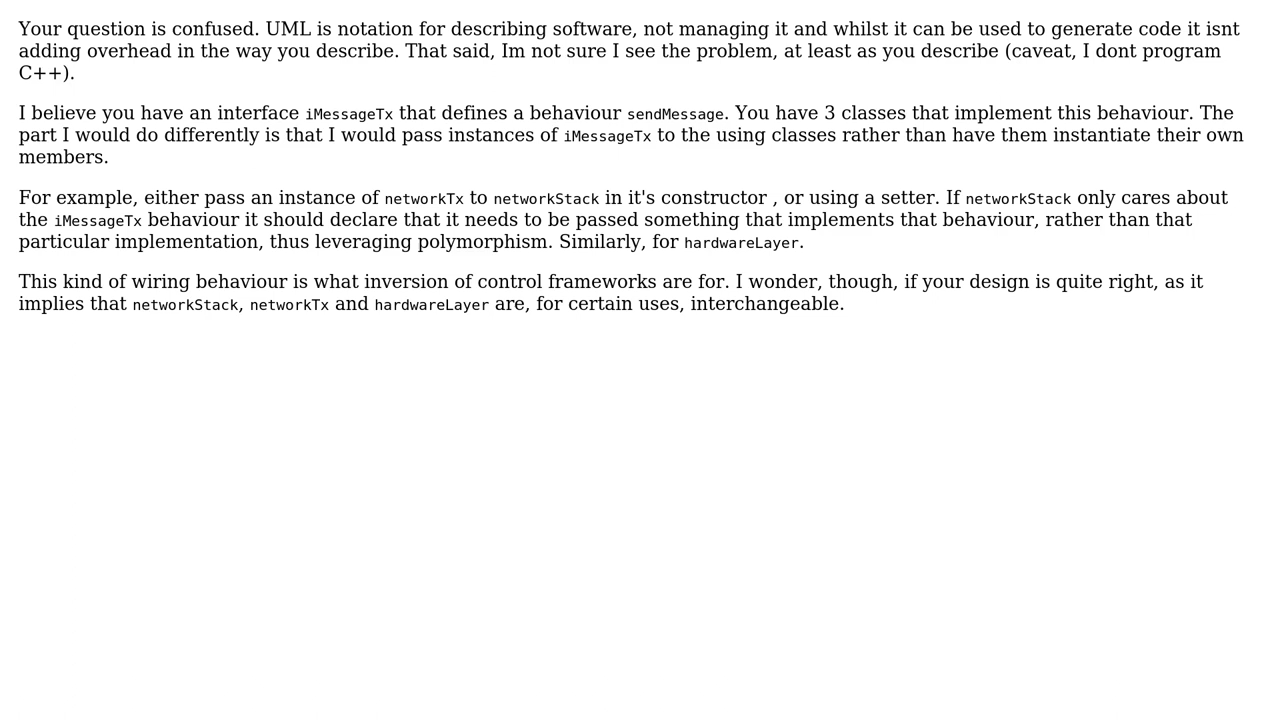 Your question is confused. UML is notation for describing software, not managing it and whilst it can be used to generate code it isnt
adding overhead in the way you describe. That said, Im not sure I see the problem, at least as you describe (caveat, I dont program
C++).
I believe you have an interface iMessageTx that defines a behaviour sendMessage. You have 3 classes that implement this behaviour. The
part I would do differently is that I would pass instances of iMessageTx to the using classes rather than have them instantiate their own
members.
For example, either pass an instance of networkTx to networkStack in it's constructor , or using a setter. If networkStack only cares about
the iMessageTx behaviour it should declare that it needs to be passed something that implements that behaviour, rather than that
particular implementation, thus leveraging polymorphism. Similarly, for hardwareLayer.
This kind of wiring behaviour is what inversion of control frameworks are for. I wonder, though, if your design is quite right, as it
implies that networkStack, networkTx and hardwareLayer are, for certain uses, interchangeable.